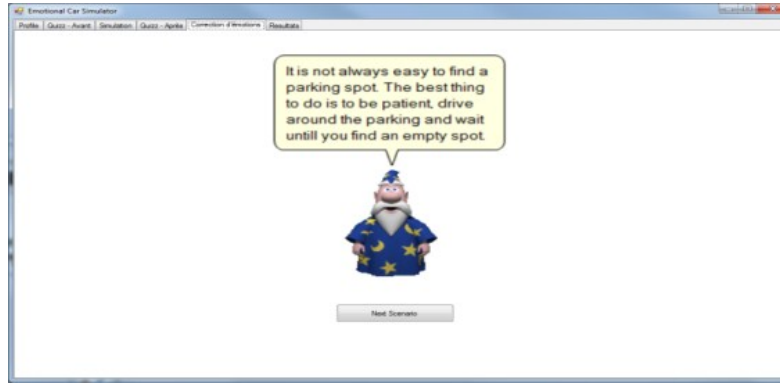 Emotional Car Simulator
Profile Quizz - Avant Simulation Quizz - Après Correction d'émotions Resultats
It is not always easy to find a
parking spot. The best thing
to do is to be patient, drive
around the parking and wait
untill you find an empty spot.
Next Scenario